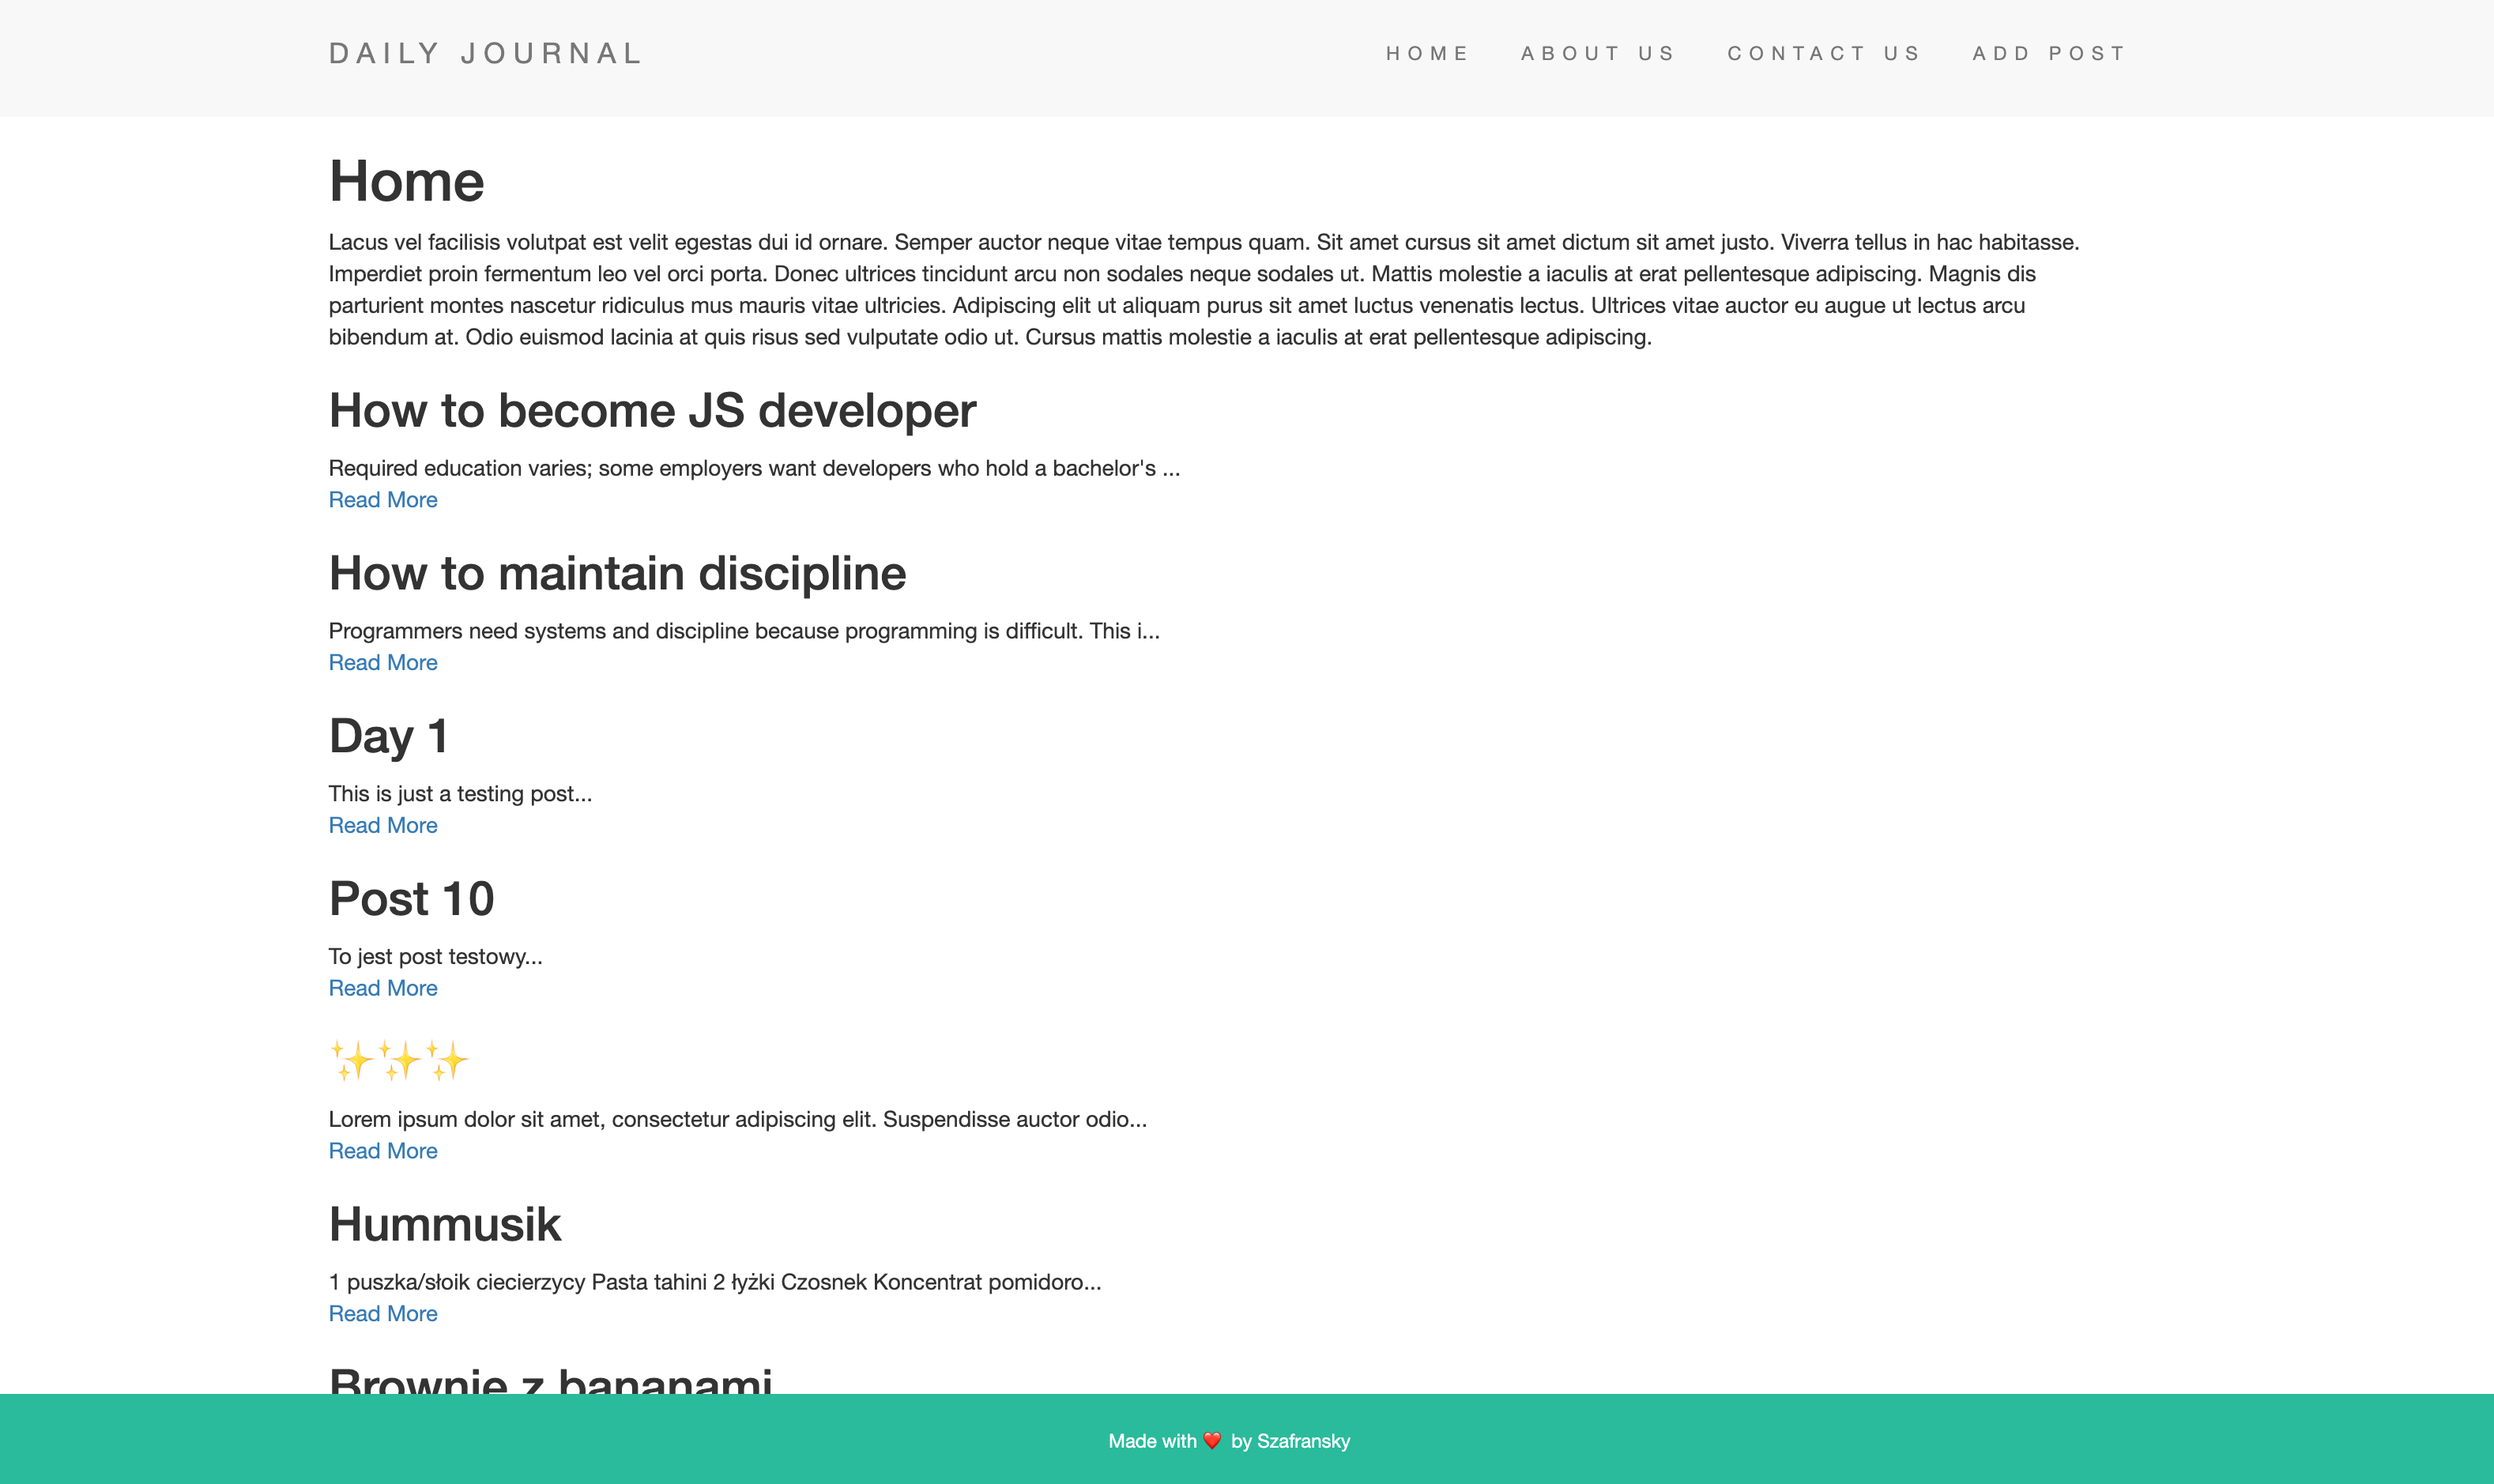 DAILY JOURNAL
HOME ABOUT US CONTACT US ADD POST
Home
Lacus vel facilisis volutpat est velit egestas dui id ornare. Semper auctor neque vitae tempus quam. Sit amet cursus sit amet dictum sit amet justo. Viverra tellus in hac habitasse.
Imperdiet proin fermentum leo vel orci porta. Donec ultrices tincidunt arcu non sodales neque sodales ut. Mattis molestie a iaculis at erat pellentesque adipiscing. Magnis dis
parturient montes nascetur ridiculus mus mauris vitae ultricies. Adipiscing elit ut aliquam purus sit amet luctus venenatis lectus. Ultrices vitae auctor eu augue ut lectus arcu
bibendum at. Odio euismod lacinia at quis risus sed vulputate odio ut. Cursus mattis molestie a iaculis at erat pellentesque adipiscing.
How to become JS developer
Required education varies; some employers want developers who hold a bachelor's ...
Read More
How to maintain discipline
Programmers need systems and discipline because programming is difficult. This i...
Read More
Day 1
This is just a testing post...
Read More
Post 10
To jest post testowy...
Read More
✨✨✨
Lorem ipsum dolor sit amet, consectetur adipiscing elit. Suspendisse auctor odio...
Read More
Hummusik
1 puszka/słoik ciecierzycy Pasta tahini 2 łyżki Czosnek Koncentrat pomidoro...
Read More
Brownie z bananami
Made with ❤️ by Szafransky